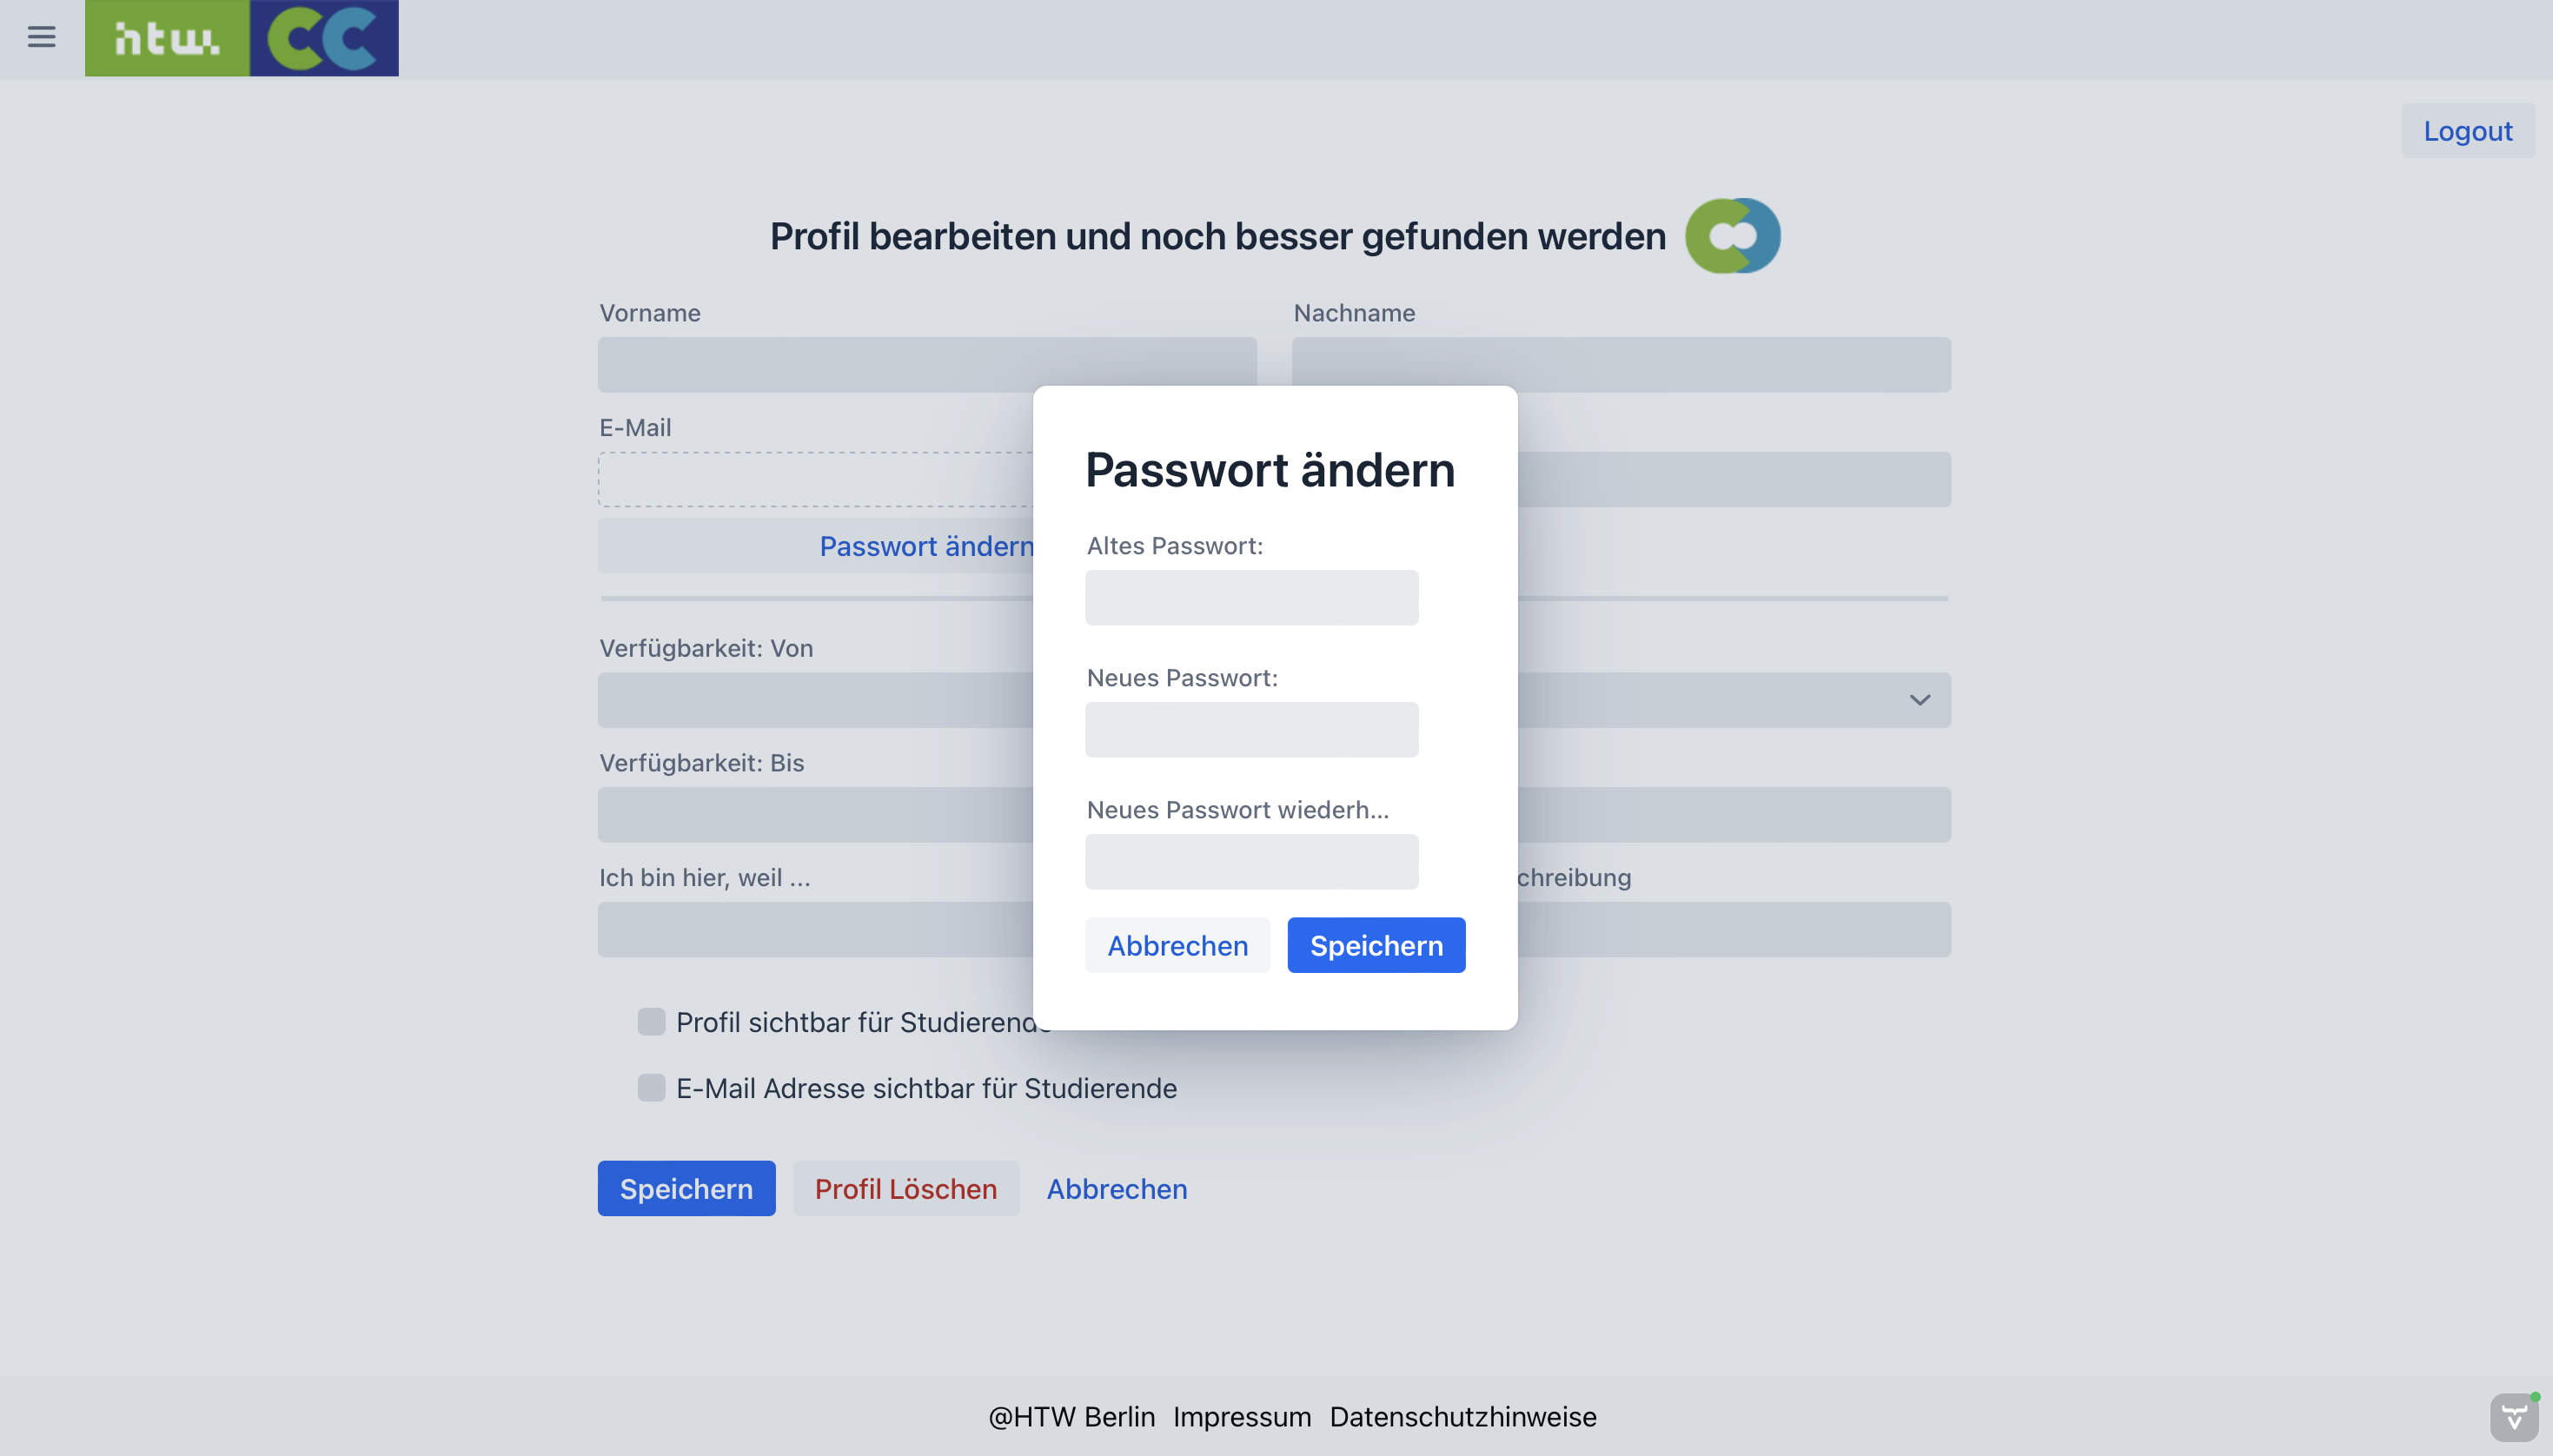 htw.
CC
Logout
Profil bearbeiten und noch besser gefunden werden
Vorname
Nachname
E-Mail
Passwort ändern
Verfügbarkeit: Von
Verfügbarkeit: Bis
Ich bin hier, weil ...
chreibung
Passwort ändern
Altes Passwort:
Neues Passwort:
Neues Passwort wiederh...
Abbrechen Speichern
Profil sichtbar für Studierende
E-Mail Adresse sichtbar für Studierende
Speichern Profil Löschen Abbrechen
@HTW Berlin Impressum Datenschutzhinweise